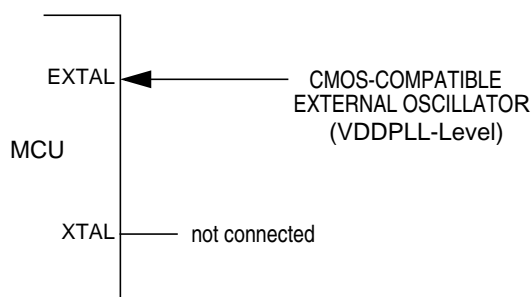 EXTAL
CMOS-COMPATIBLE
EXTERNAL OSCILLATOR
(VDDPLL-Level)
MCU
XTAL
not connected